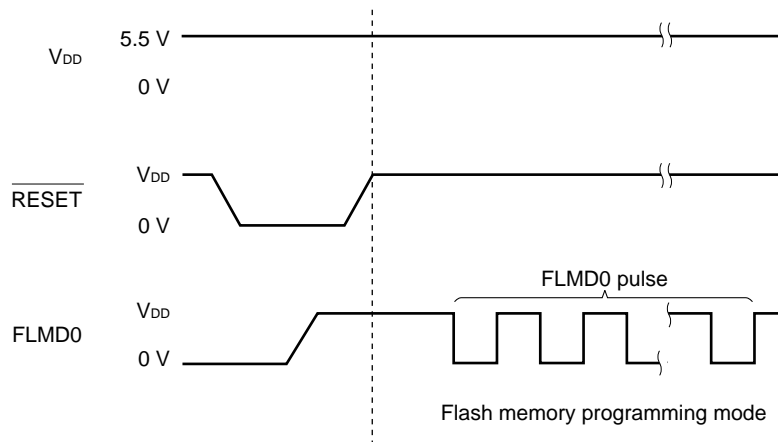 5.5 V
VDD
0 V
VDD
RESET
0 V
FLMD0 pulse
VDD
FLMD0
0 V
Flash memory programming mode